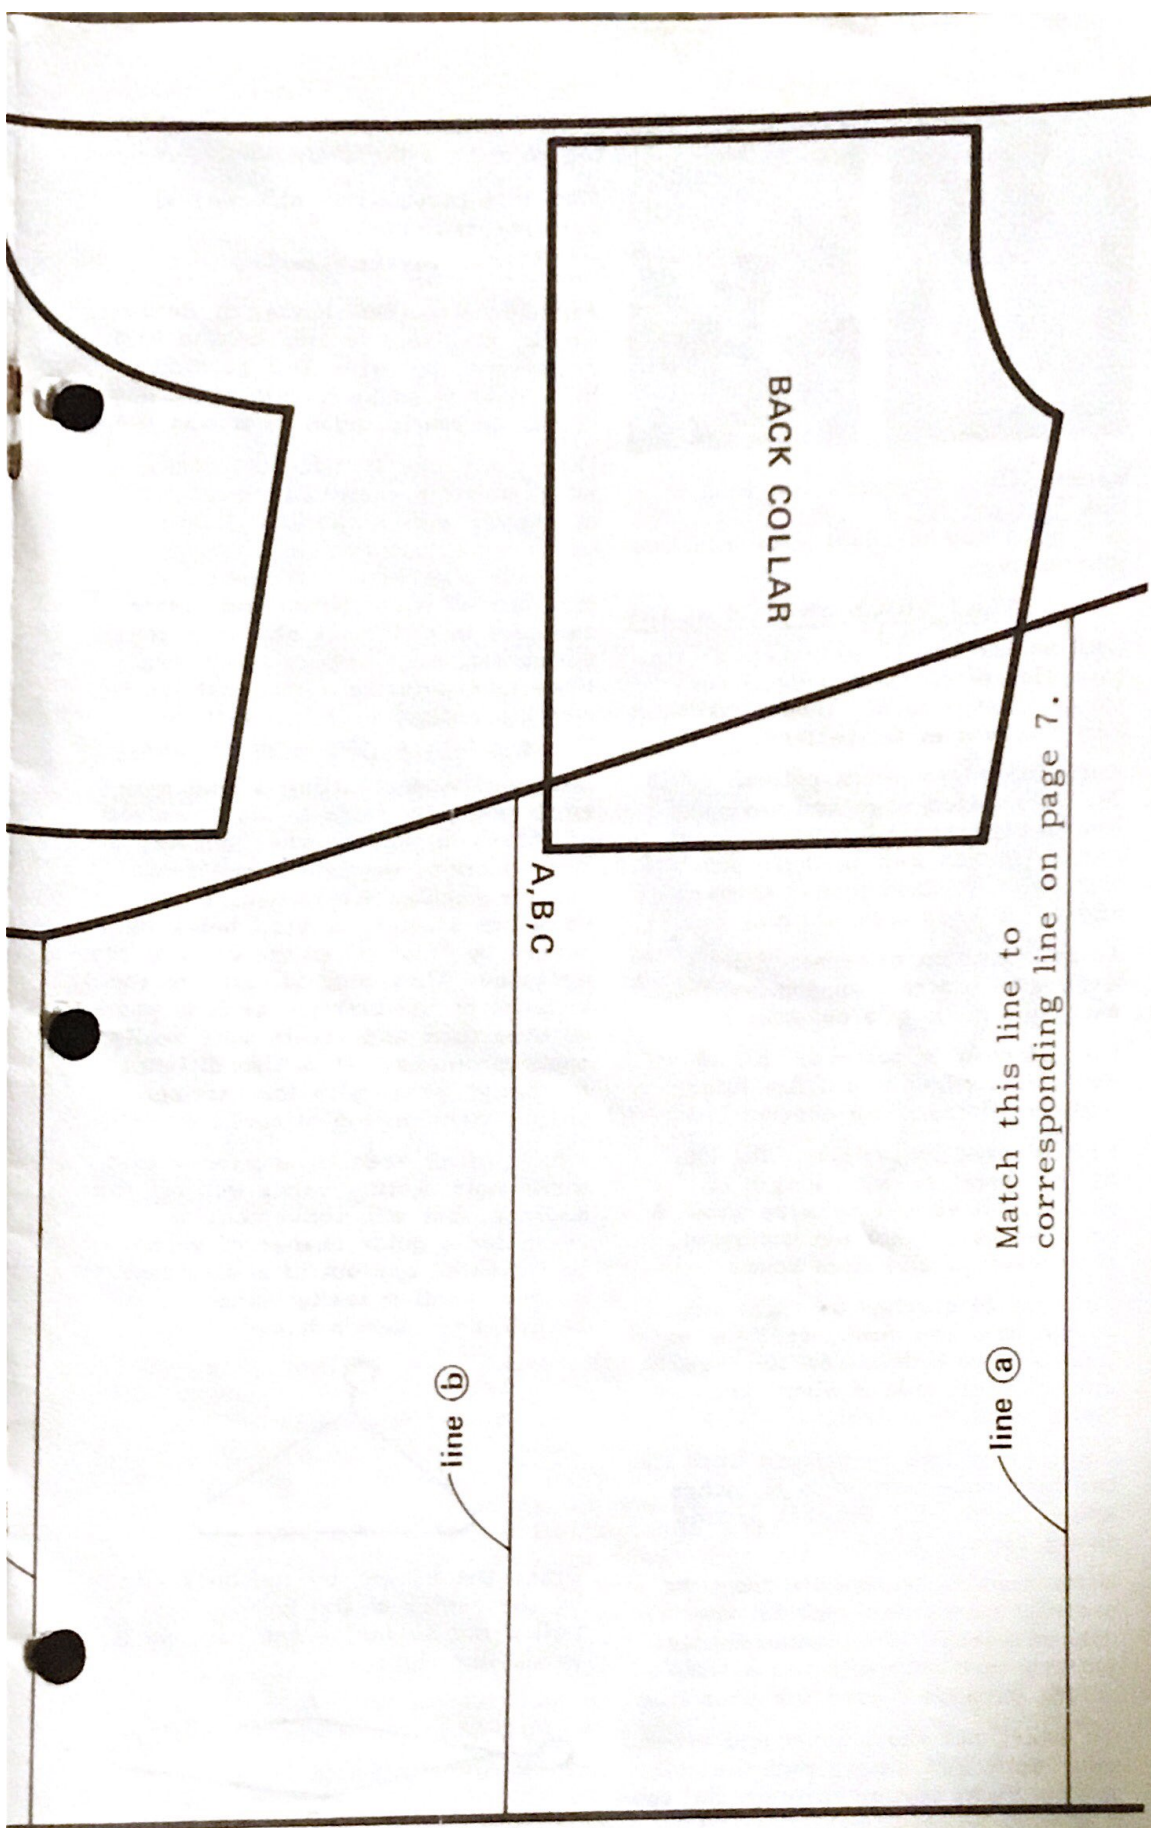 BACK COLLAR
A,B,C
Match this line to
corresponding line on page 7.
line ⓐ
line ⓑ